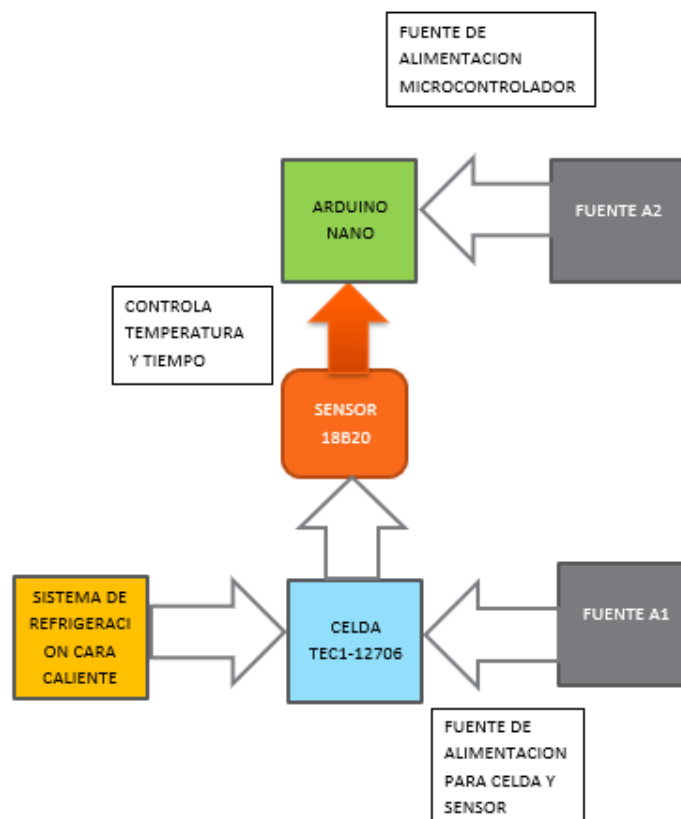 FUENTE DE
ALIMENTACION
MICROCONTROLADOR
ARDUINO
NANO
FUENTE A2
CONTROLA
TEMPERATURA
Y TIEMPO
SENSOR
18B20
SISTEMA DE
REFRIGERACI
ON CARA
CALIENTE
CELDA
TEC1-12706
FUENTE A1
FUENTE DE
ALIMENTACION
PARA CELDA Y
SENSOR